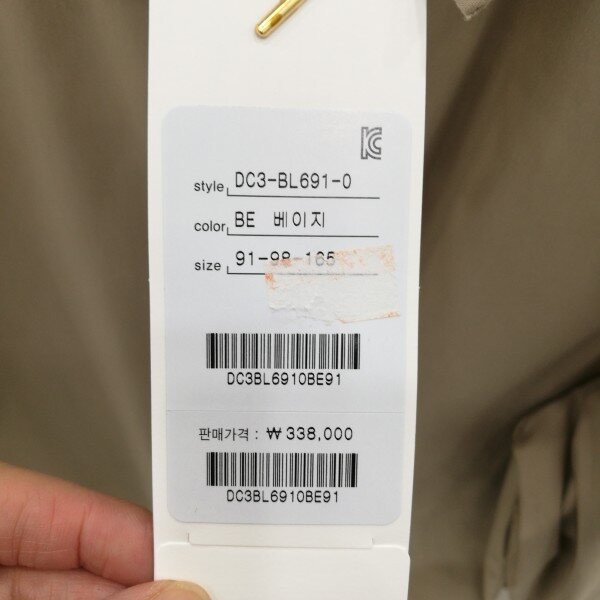 KC
style DC3-BL691-0
color BE 베이지
size 91-98-165
DC3BL6910BE91
판매가격 : ₩ 338,000
DC3BL6910BE91